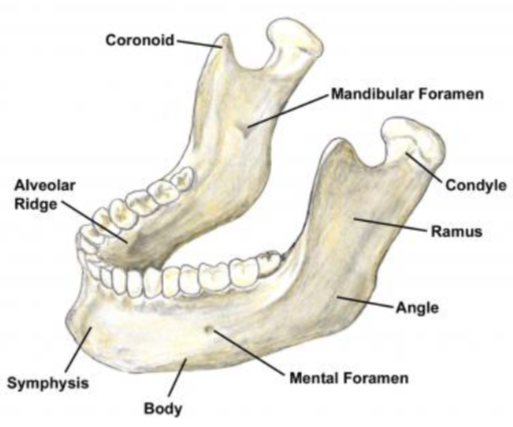 Coronoid
Mandibular Foramen
Alveolar
Ridge
Condyle
Ramus
Angle
Mental Foramen
Symphysis
Body